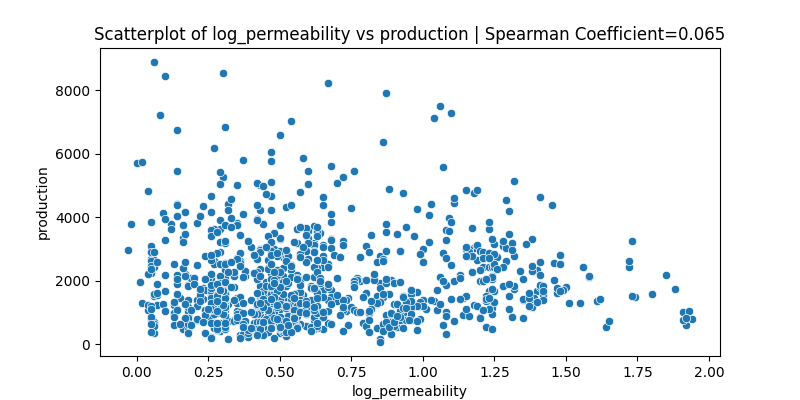 Scatterplot of log_permeability vs production | Spearman Coefficient=0.065
8000
6000
4000
2000
0
production
0.00 0.25 0.50 0.75 1.00 1.25 1.50 1.75 2.00
log_permeability